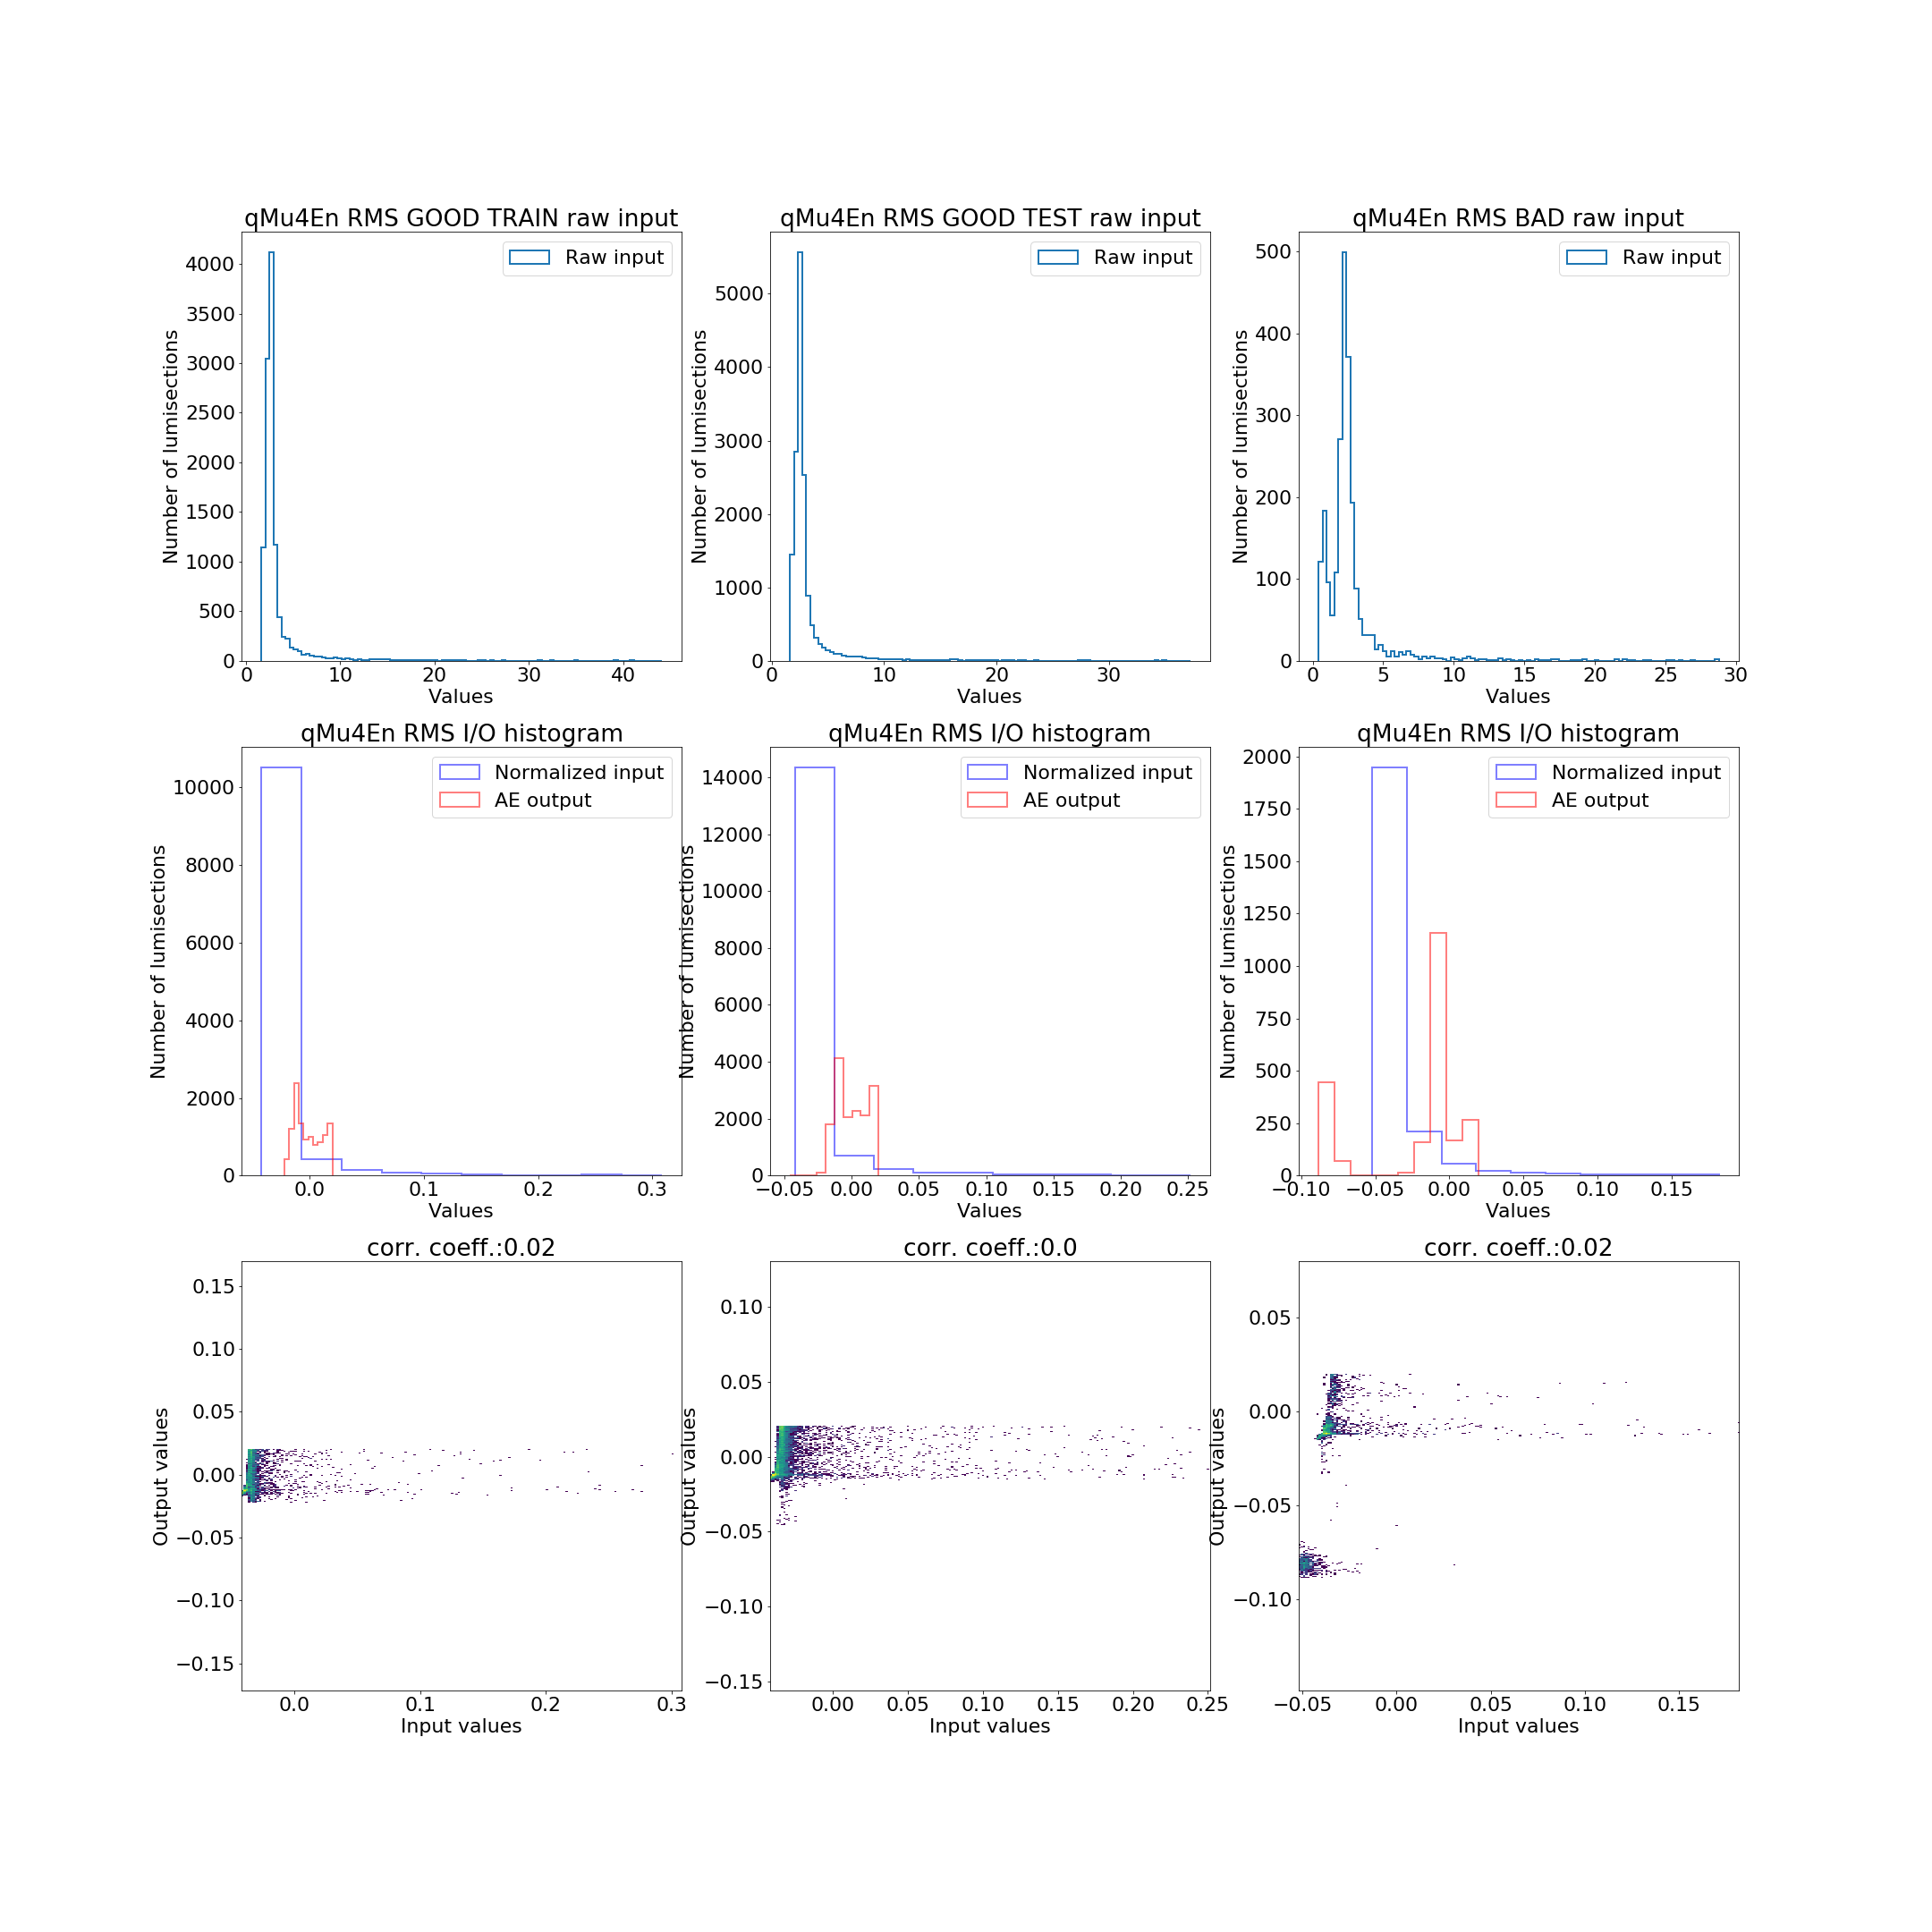 qMu4En RMS GOOD TRAIN raw input
qMu4En RMS GOOD TEST raw input
qMu4En RMS BAD raw input
Raw input
Raw input
Raw input
Number of lumisections
Number of lumisections
Number of lumisections
4000
3500
3000
2500
2000
1500
1000
500
0
5000
4000
3000
2000
1000
0
500
400
300
200
100
0
0 10 20 30 40
0 10 20 30
0 5 10 15 20 25 30
Values
Values
Values
qMu4En RMS I/O histogram
qMu4En RMS I/O histogram
qMu4En RMS I/O histogram
Normalized input
AE output
Normalized input
AE output
Normalized input
AE output
Number of lumisections
Number of lumisections
Number of lumisections
10000
8000
6000
4000
2000
0
14000
12000
10000
8000
6000
4000
2000
0
2000
1750
1500
1250
1000
750
500
250
0
0.0 0.1 0.2 0.3
−0.05 0.00 0.05 0.10 0.15 0.20 0.25
−0.10 −0.05 0.00 0.05 0.10 0.15
Values
Values
Values
corr. coeff.:0.02
corr. coeff.:0.0
corr. coeff.:0.02
Output values
Output values
Output values
0.15
0.10
0.05
0.00
−0.05
−0.10
−0.15
0.10
0.05
0.00
−0.05
−0.10
−0.15
0.05
0.00
−0.05
−0.10
0.0 0.1 0.2 0.3
0.00 0.05 0.10 0.15 0.20 0.25
−0.05 0.00 0.05 0.10 0.15
Input values
Input values
Input values